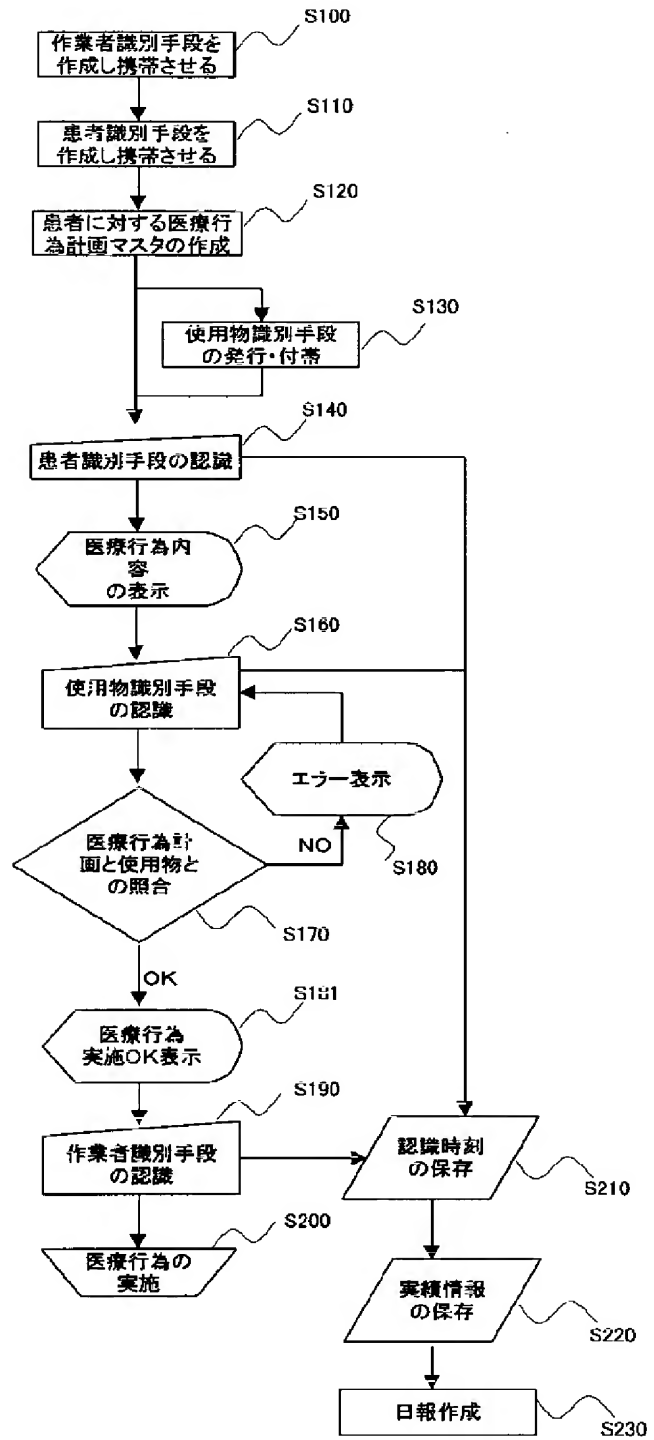 S100
作業者識別手段を
作成し携帯させる
S110
患者識別手段を
作成し携帯させる
S120
患者に対する医療行
為計画マスタの作成
S130
使用物識別手段
の発行・付帯
S140
患者識別手段の認識
S150
医療行為内
容
の表示
S160
使用物識別手段
の認識
エラー表示
S180
医療行為計
画と使用物と
の照合
NO
S170
OK
S181
医療行為
実施OK表示
S190
作業者識別手段
の認識
認識時刻
の保存
S210
S200
医療行為の
実施
実績情報
の保存
S220
日報作成
S230